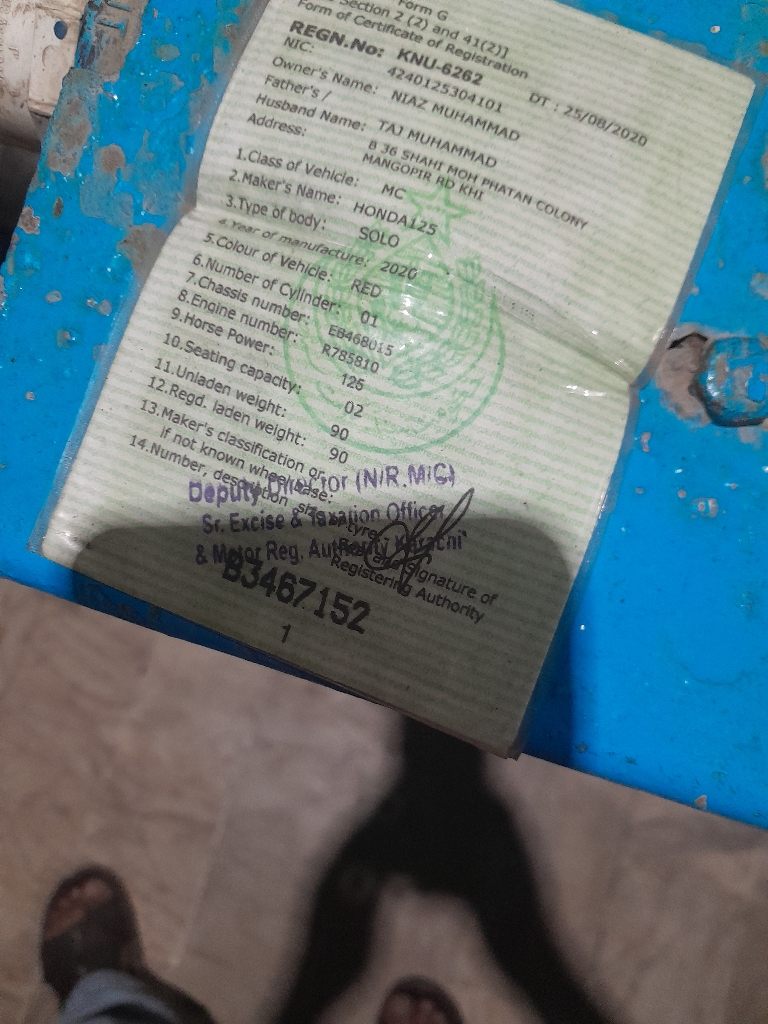 Form G
Section 2 (2) and 41(2)]
Form of Certificate of Registration
REGN.No: KNU-6262 DT : 25/08/2020
NIC: 4240125304101
Owner's Name: NIAZ MUHAMMAD
Father's /
Husband Name: TAJ MUHAMMAD
Address: B 36 SHAHI MOH PHATAN COLONY
MANGOPIR RD KHI
1.Class of Vehicle: MC
2.Maker's Name: HONDA125
3.Type of body: SOLO
4.Year of manufacture: 2020
5.Colour of Vehicle: RED
6.Number of Cylinder: 01
7.Chassis number: EB468015
8.Engine number: R785810
9.Horse Power: 125
10.Seating capacity: 02
11.Unladen weight: 90
12.Regd. laden weight: 90
13.Maker's classification or
if not known wheel base:
14.Number, description size tyre
Deputy Director (N/R.M/C)
Sr. Excise & Taxation Officer
& Motor Reg. Authority Karachi
signature of
Registering Authority
B3467152
1